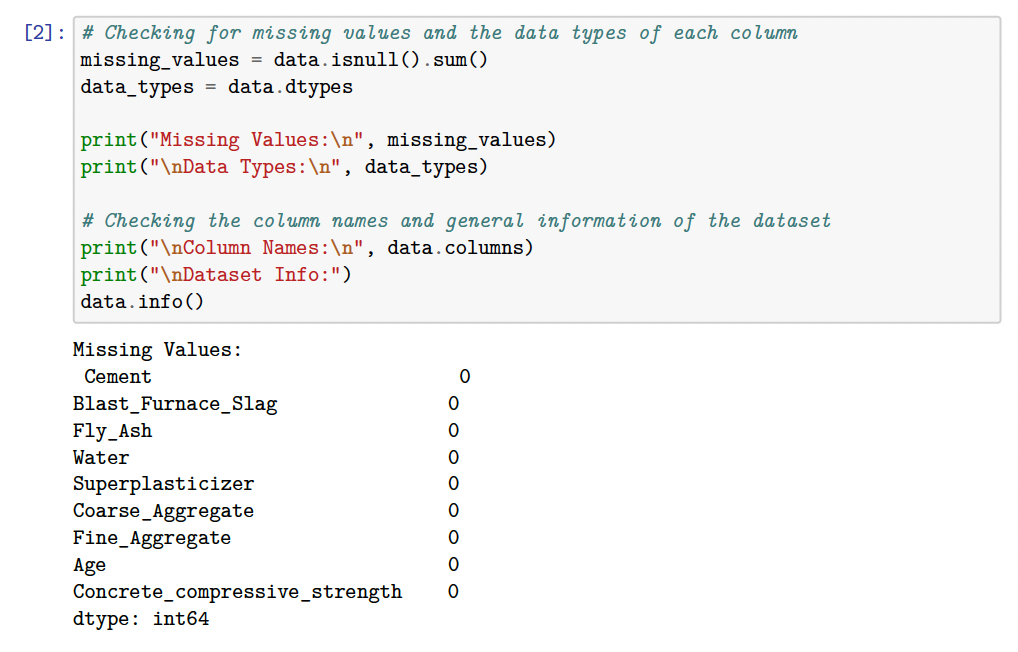 [2]: # Checking for missing values and the data types of each column
missing_values = data.isnull().sum()
data_types = data.dtypes
print("Missing Values:\n", missing_values)
print("\nData Types:\n", data_types)
# Checking the column names and general information of the dataset
print("\nColumn Names:\n", data.columns)
print("\nDataset Info:")
data.info()
Missing Values:
Cement 0
Blast_Furnace_Slag 0
Fly_Ash 0
Water 0
Superplasticizer 0
Coarse_Aggregate 0
Fine_Aggregate 0
Age 0
Concrete_compressive_strength 0
dtype: int64